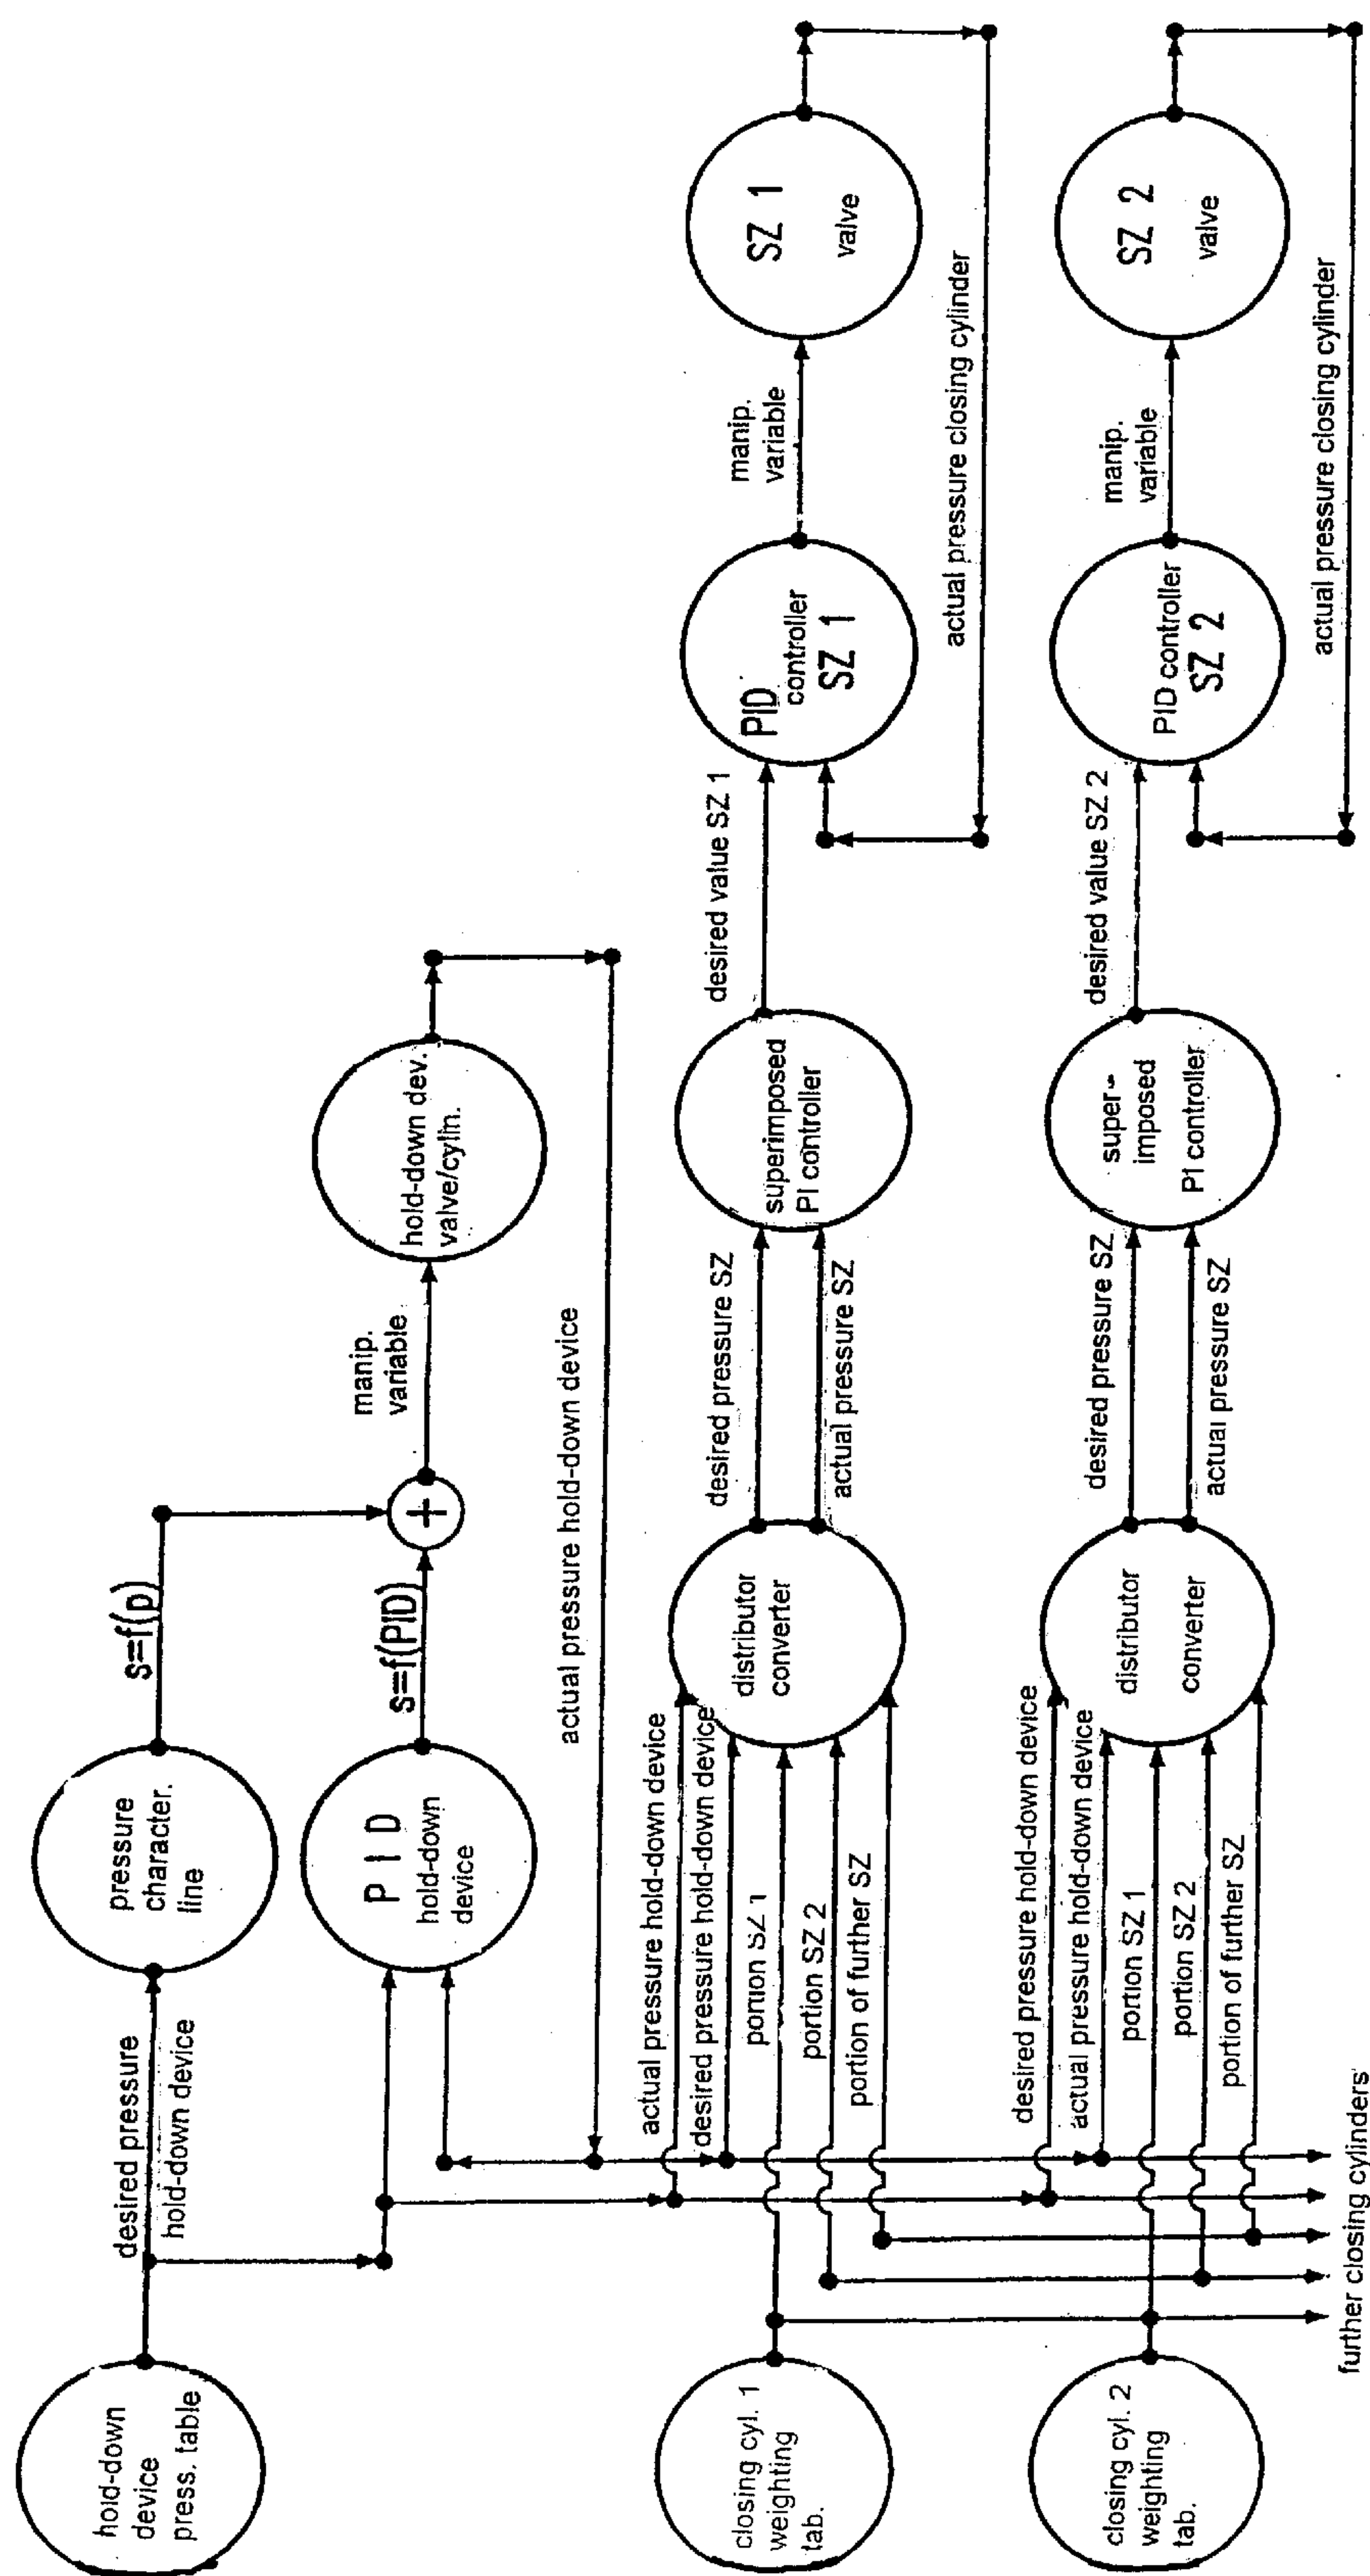 hold-down
device
press. table
desired pressure
hold-down device
pressure
character.
line
s=f(p)
PID
hold-down
device
s=f(PID)
+
manip.
variable
hold-down dev.
valve/cylin.
actual pressure hold-down device
closing cyl. 1
weighting
tab.
actual pressure hold-down device
desired pressure hold-down device
portion SZ 1
portion SZ 2
portion of further SZ
distributor
converter
desired pressure SZ
actual pressure SZ
superimposed
PI controller
desired value SZ 1
PID
controller
SZ 1
manip.
variable
SZ 1
valve
actual pressure closing cylinder
closing cyl. 2
weighting
tab.
desired pressure hold-down device
actual pressure hold-down device
portion SZ 1
portion SZ 2
portion of further SZ
distributor
converter
desired pressure SZ
actual pressure SZ
super-
imposed
PI controller
desired value SZ 2
PID controller
SZ 2
manip.
variable
SZ 2
valve
actual pressure closing cylinder
further closing cylinders